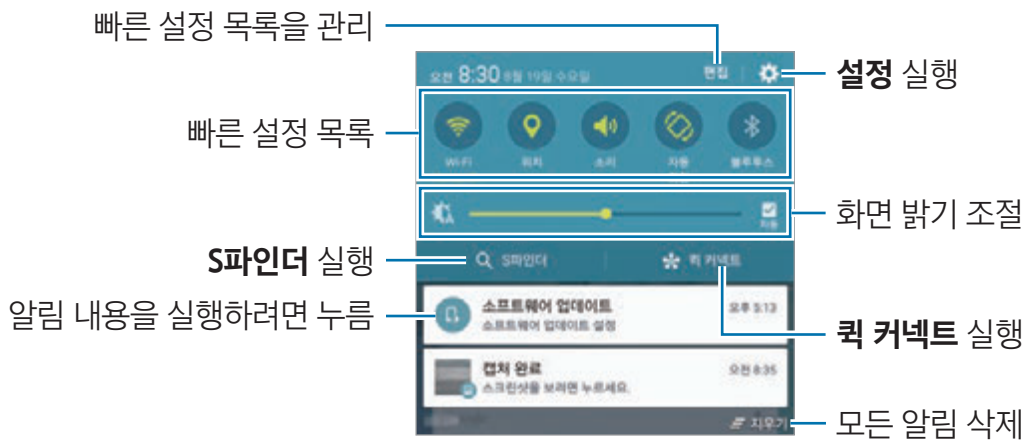 빠른 설정 목록을 관리
오전 8:30 8월 19일 수요일
편집
설정 실행
빠른 설정 목록
Wi-Fi
위치
소리
자동
블루투스
자동
화면 밝기 조절
S파인더 실행
S파인더
퀵 커넥트
알림 내용을 실행하려면 누름
소프트웨어 업데이트
오후 5:13
소프트웨어 업데이트 설정
퀵 커넥트 실행
캡처 완료
오전 8:35
스크린샷을 보려면 누르세요.
지우기
모든 알림 삭제